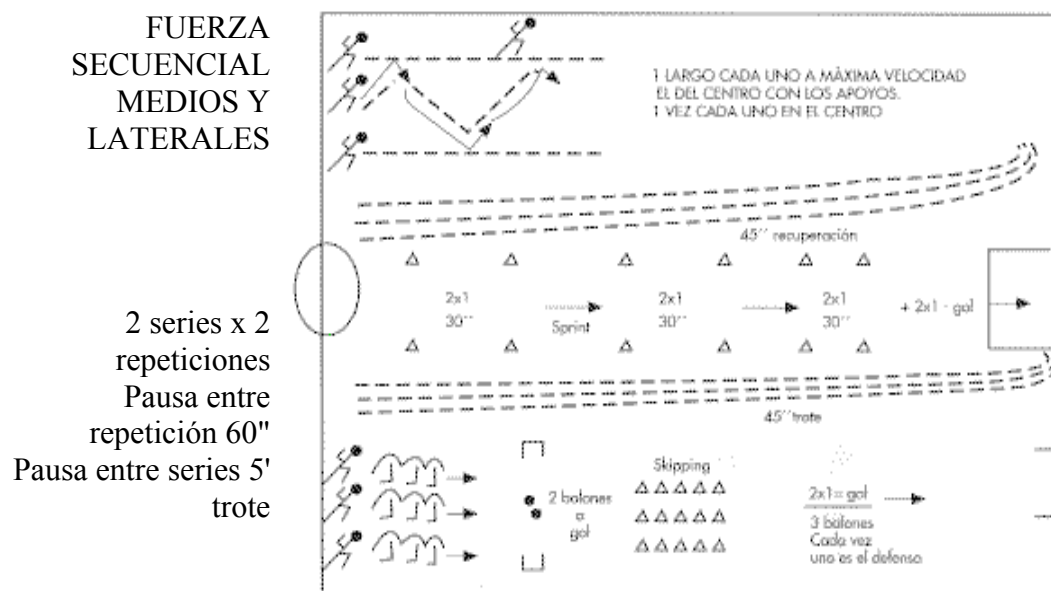 FUERZA
SECUENCIAL
MEDIOS Y
LATERALES
2 series x 2
repeticiones
Pausa entre
repetición 60"
Pausa entre series 5'
trote
1 LARGO CADA UNO A MÁXIMA VELOCIDAD
EL DEL CENTRO CON LOS APOYOS.
1 VEZ CADA UNO EN EL CENTRO
45´´ recuperación
2x1
30´´
Sprint
2x1
30´´
2x1
30´´
+ 2x1 - gol
45´´trote
2 balones
a
gol
Skipping
2x1= gol
3 balones
Cada vez
uno es el defensa